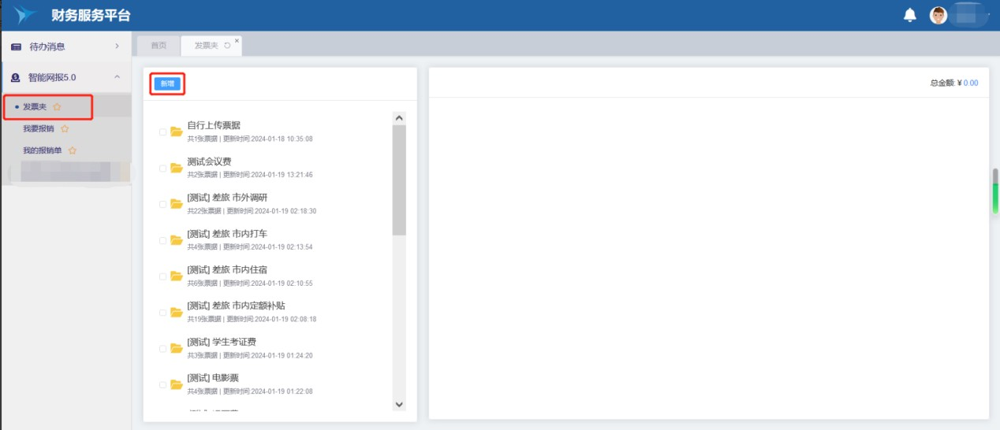 财务服务平台
待办消息
首页
发票夹
智能网报5.0
新增
总金额: ¥ 0.00
发票夹
我要报销
我的报销单
自行上传票据
共1张票据 | 更新时间:2024-01-18 10:35:08
测试会议费
共2张票据 | 更新时间:2024-01-19 13:21:46
[测试] 差旅 市外调研
共22张票据 | 更新时间:2024-01-19 02:18:30
[测试] 差旅 市内打车
共4张票据 | 更新时间:2024-01-19 02:13:54
[测试] 差旅 市内住宿
共6张票据 | 更新时间:2024-01-19 02:10:55
[测试] 差旅 市内定额补贴
共19张票据 | 更新时间:2024-01-19 02:08:18
[测试] 学生考证费
共3张票据 | 更新时间:2024-01-19 01:24:20
[测试] 电影票
共4张票据 | 更新时间:2024-01-19 01:22:08